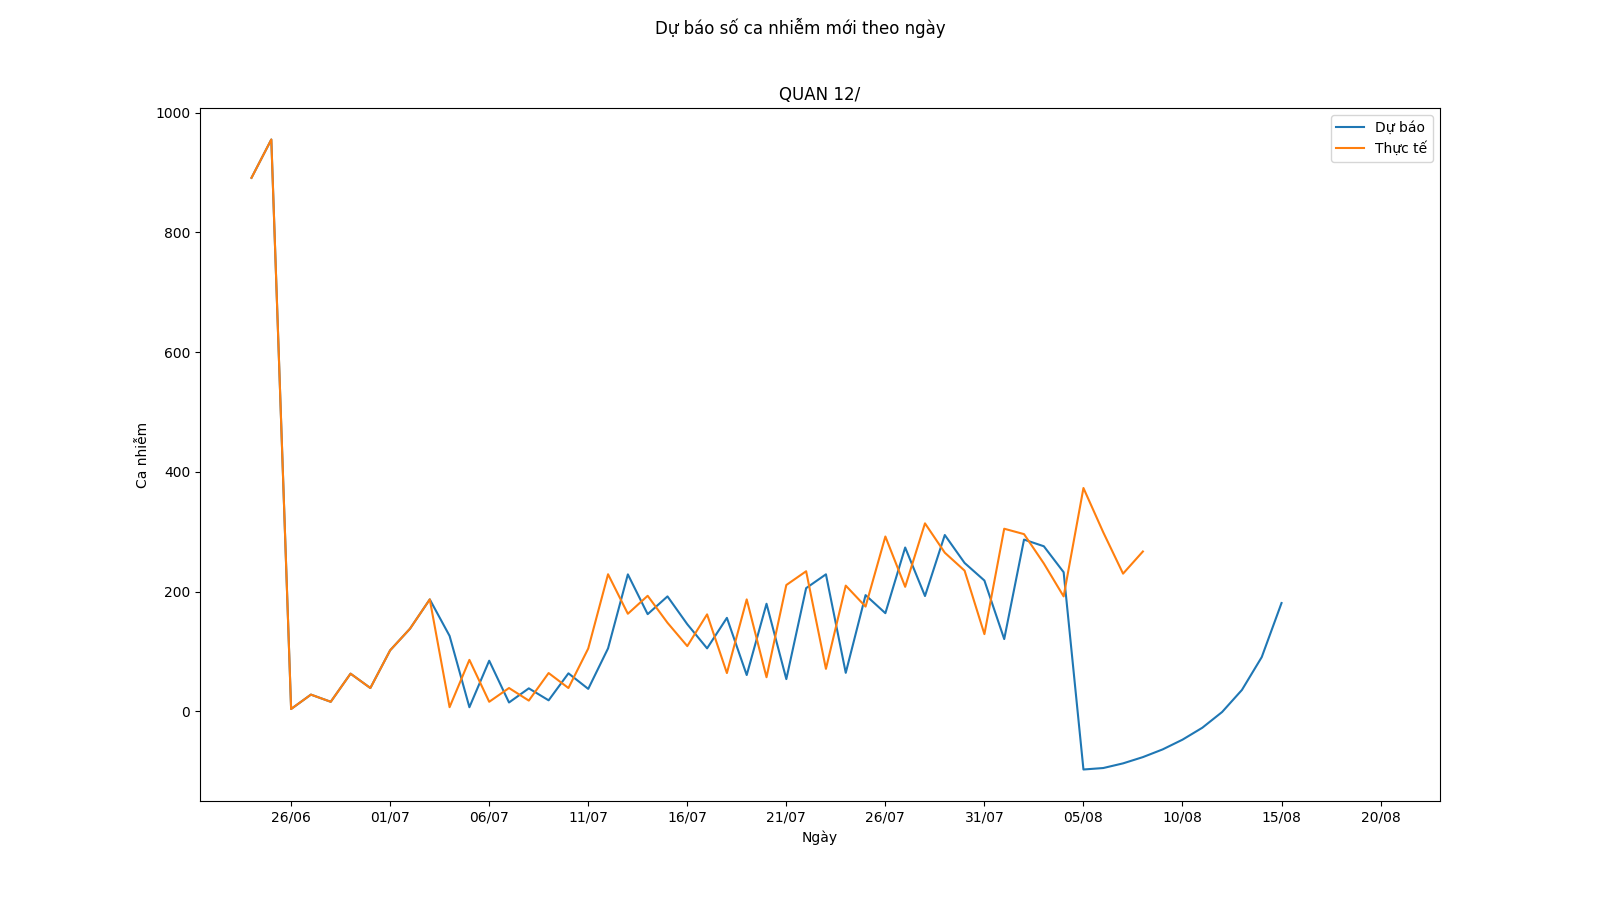 Dự báo số ca nhiễm mới theo ngày
QUAN 12/
1000
800
600
400
200
0
Ca nhiễm
Dự báo
Thực tế
26/06 01/07 06/07 11/07 16/07 21/07 26/07 31/07 05/08 10/08 15/08 20/08
Ngày